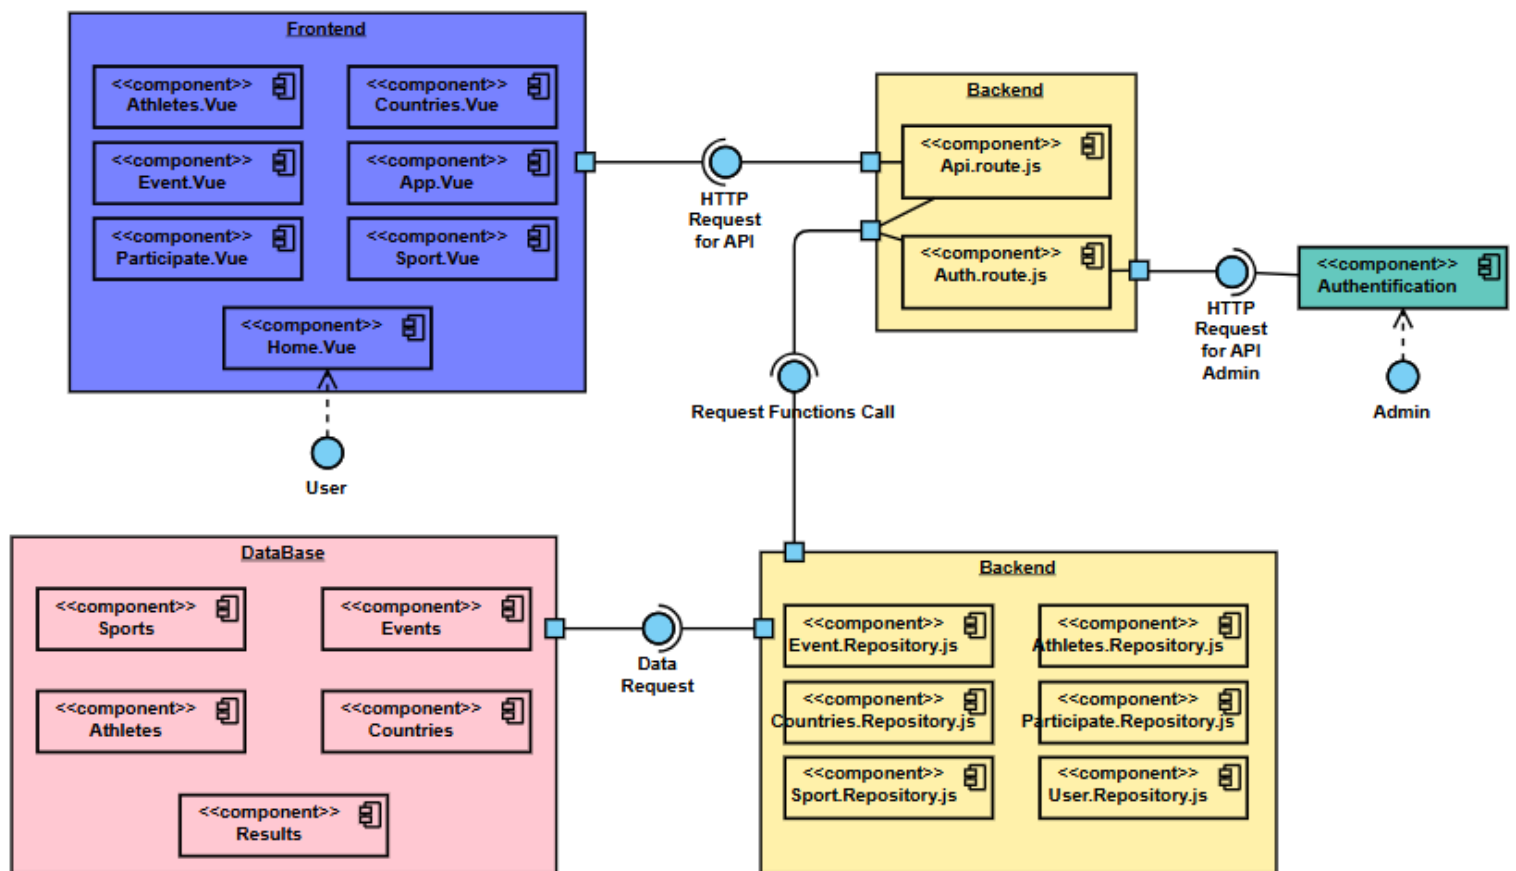 Frontend
<<component>>
Athletes.Vue
<<component>>
Countries.Vue
<<component>>
Event.Vue
<<component>>
App.Vue
<<component>>
Participate.Vue
<<component>>
Sport.Vue
<<component>>
Home.Vue
User
HTTP
Request
for API
Backend
<<component>>
Api.route.js
<<component>>
Auth.route.js
HTTP
Request
for API
Admin
<<component>>
Authentification
Admin
Request Functions Call
DataBase
<<component>>
Sports
<<component>>
Events
<<component>>
Athletes
<<component>>
Countries
<<component>>
Results
Data
Request
Backend
<<component>>
Event.Repository.js
<<component>>
Athletes.Repository.js
<<component>>
Countries.Repository.js
<<component>>
Participate.Repository.js
<<component>>
Sport.Repository.js
<<component>>
User.Repository.js